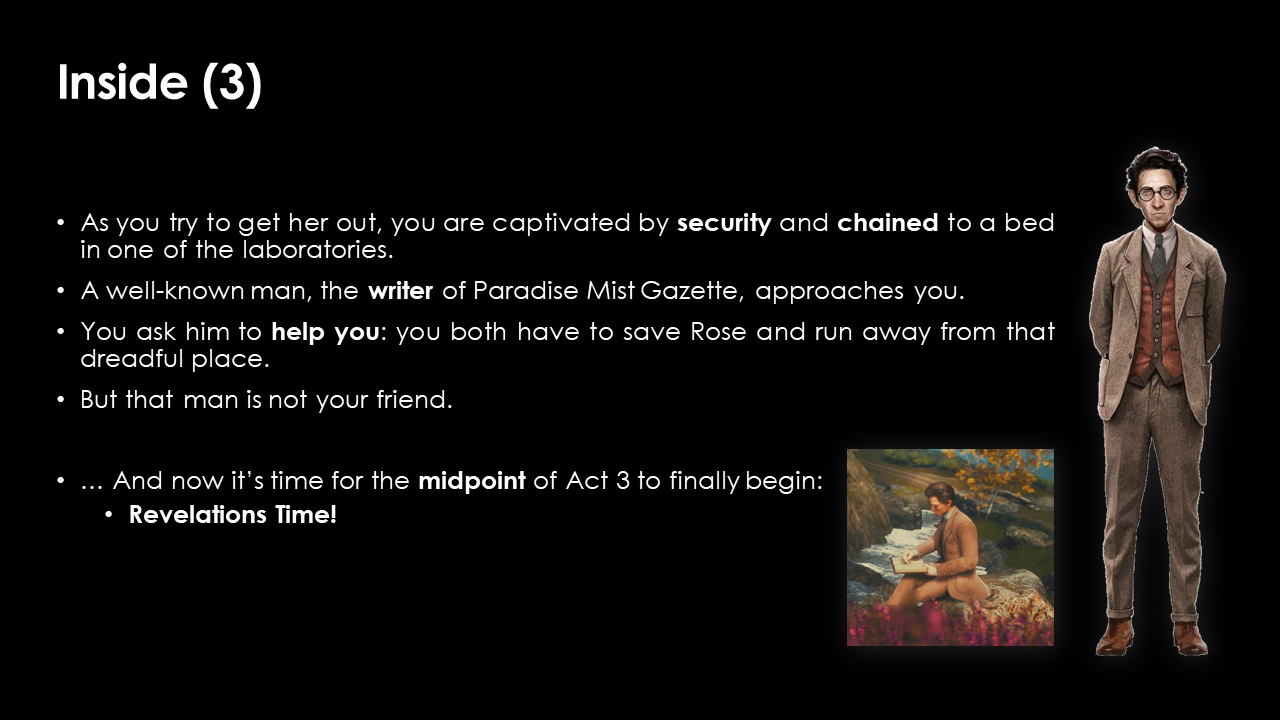 Inside (3)
• As you try to get her out, you are captivated by security and chained to a bed
in one of the laboratories.
• A well-known man, the writer of Paradise Mist Gazette, approaches you.
• You ask him to help you: you both have to save Rose and run away from that
dreadful place.
• But that man is not your friend.
• … And now it’s time for the midpoint of Act 3 to finally begin:
• Revelations Time!